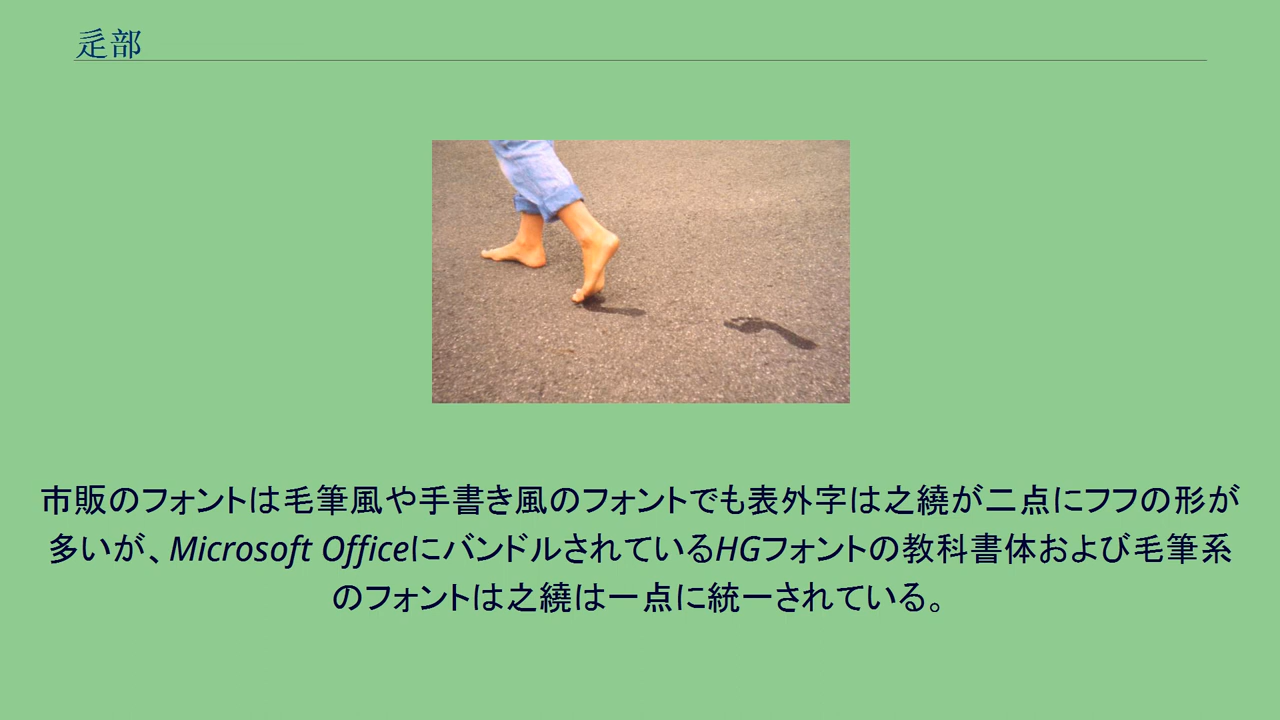 辵部
市販のフォントは毛筆風や手書き風のフォントでも表外字は之繞が二点にフフの形が
多いが、Microsoft OfficeにバンドルされているHGフォントの教科書体および毛筆系
のフォントは之繞は一点に統一されている。